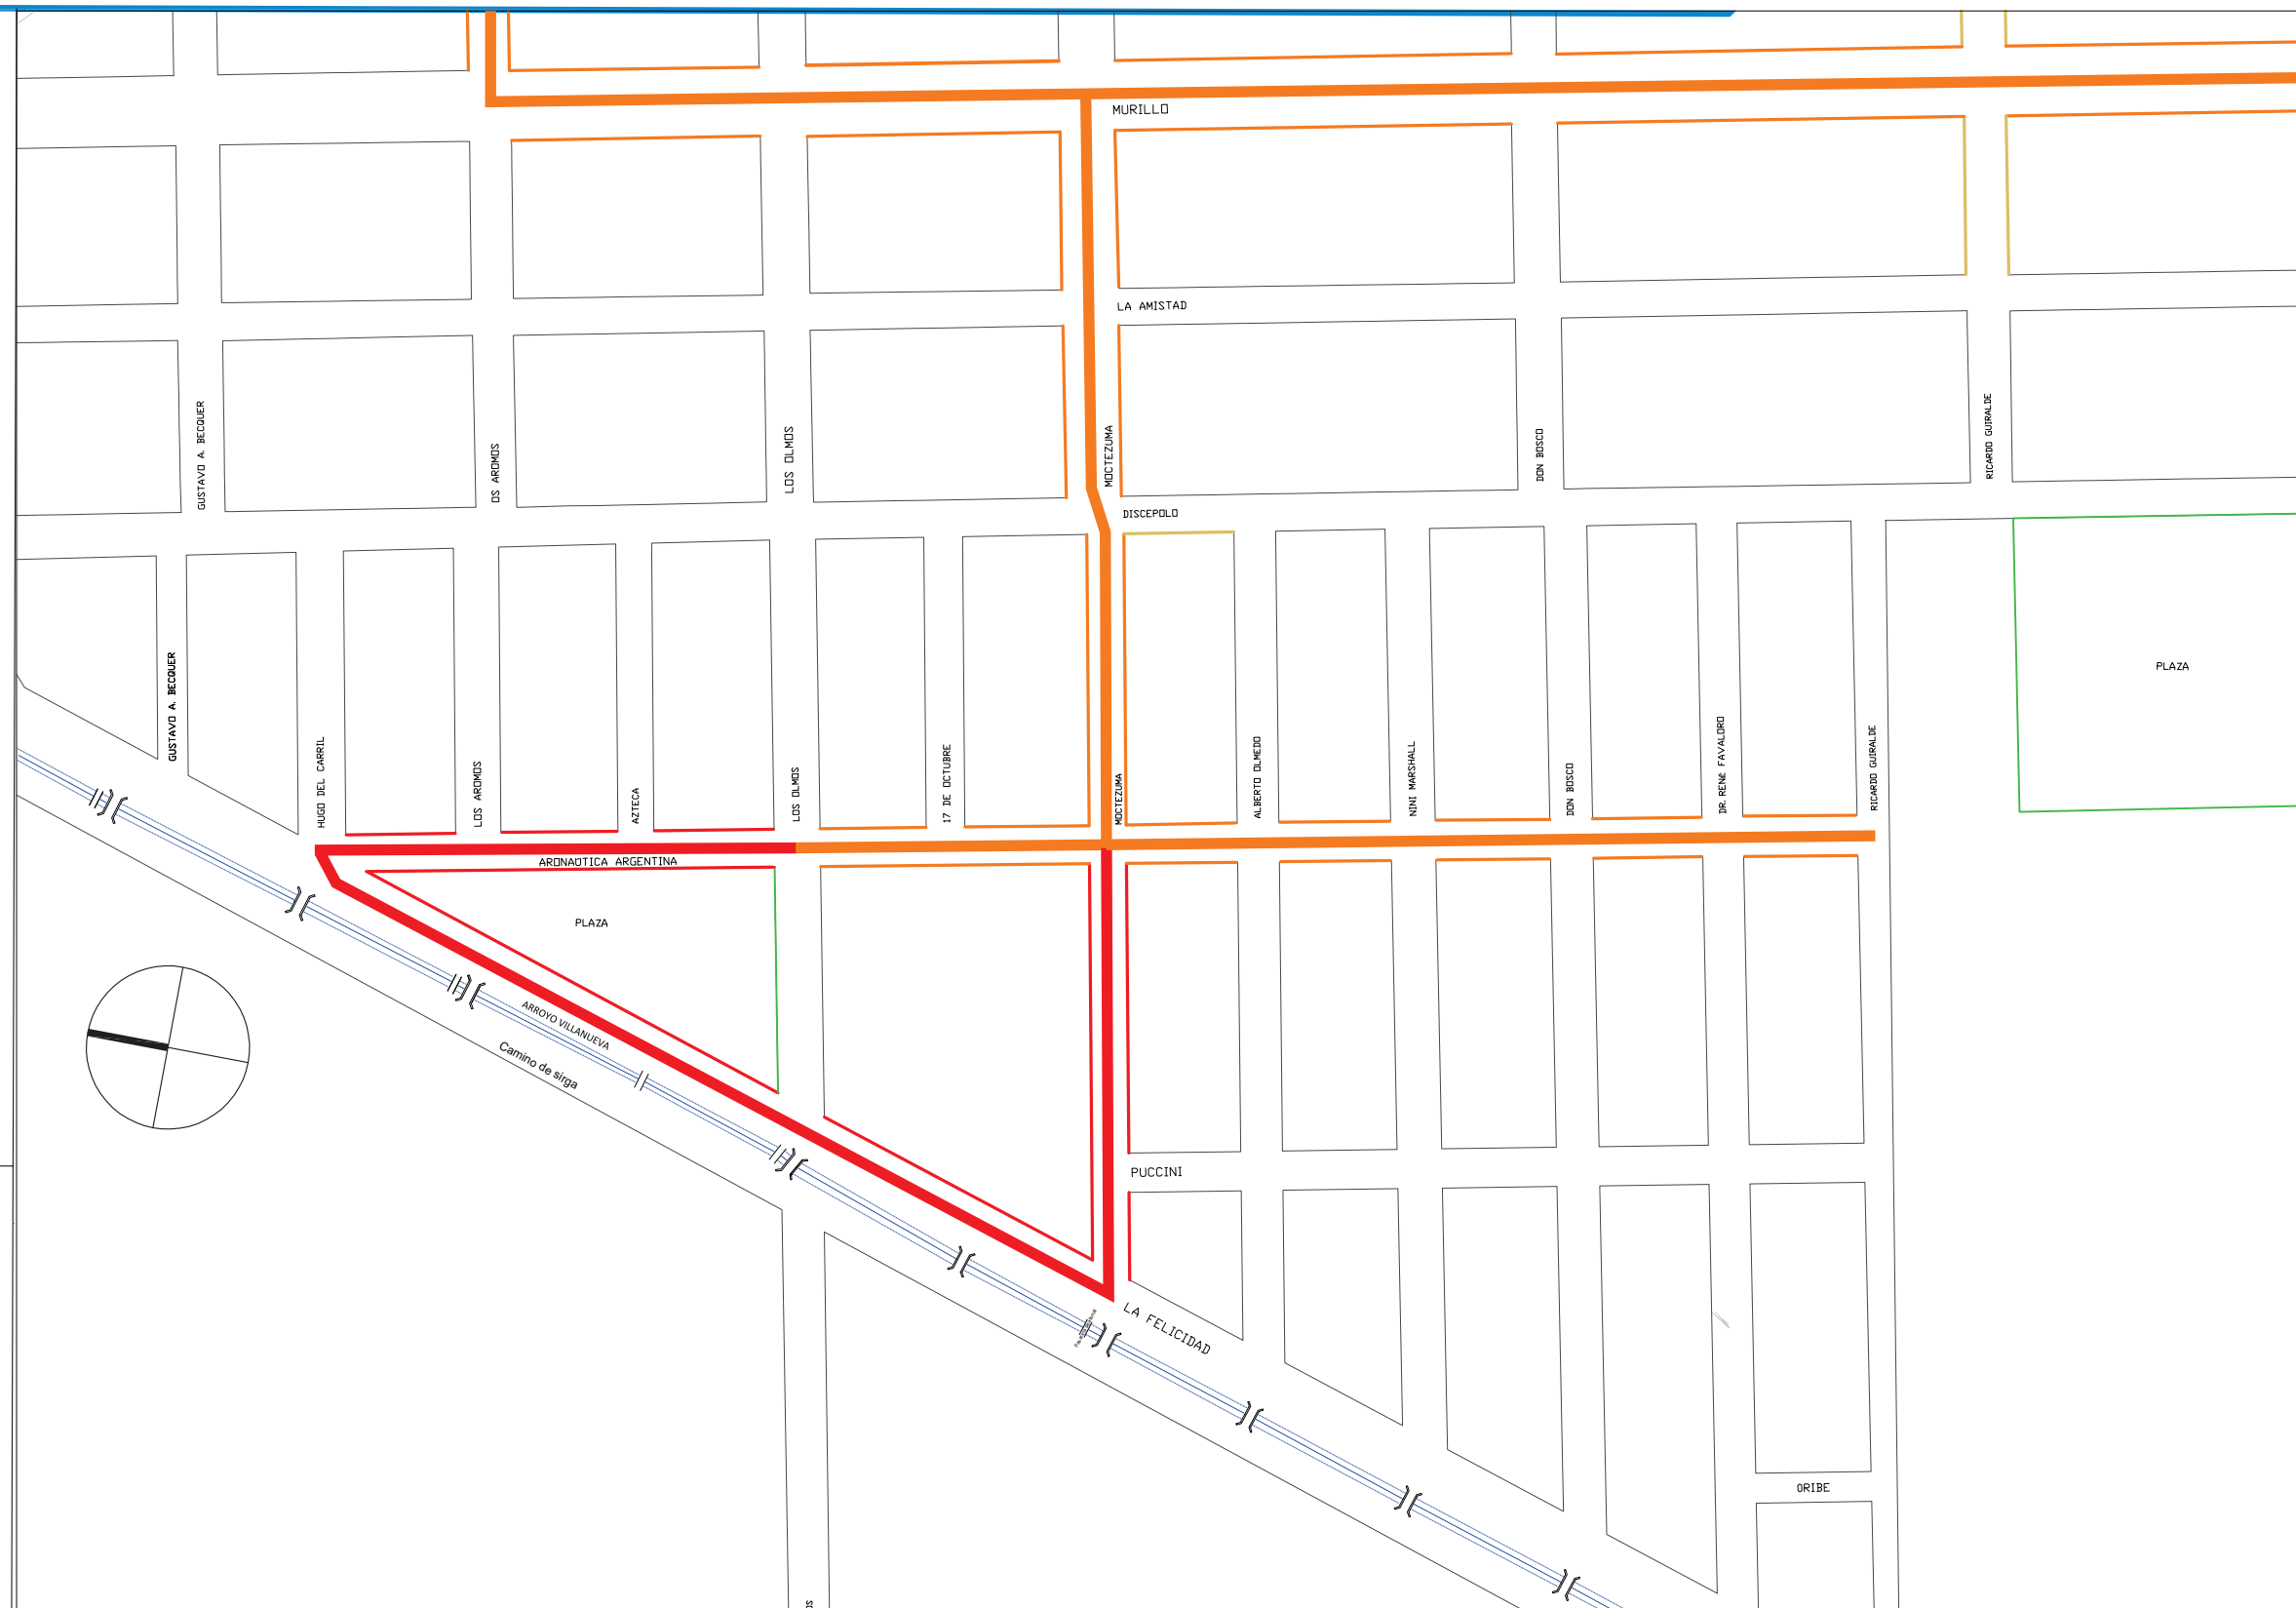 MURILLO
LA AMISTAD
GUSTAVO A. BECQUER
OS AROMOS
LOS OLMOS
MOCTEZUMA
DON BOSCO
RICARDO GUIRALDE
DISCEPOLO
PLAZA
GUSTAVO A. BECQUER
HUGO DEL CARRIL
LOS AROMOS
AZTECA
LOS OLMOS
17 DE OCTUBRE
MOCTEZUMA
ALBERTO OLMEDO
NINI MARSHALL
DON BOSCO
DR. RENE FAVALORO
RICARDO GUIRALDE
ARONAUTICA ARGENTINA
PLAZA
ARROYO VILLANUEVA
Camino de sirga
PUCCINI
LA FELICIDAD
ORIBE
OS